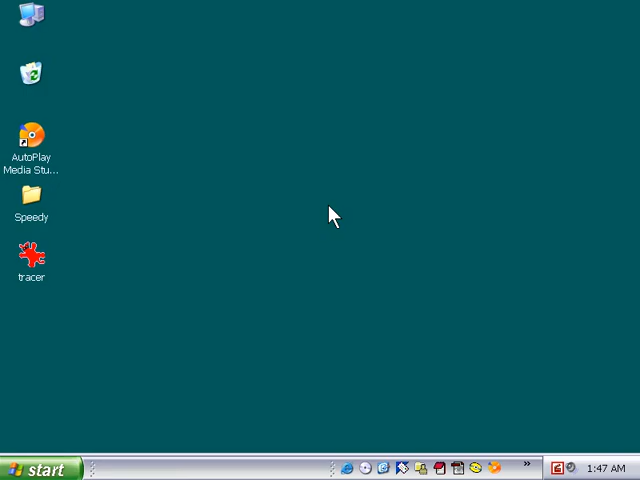 AutoPlay
Media Stu...
Speedy
tracer
start
»
1:47 AM